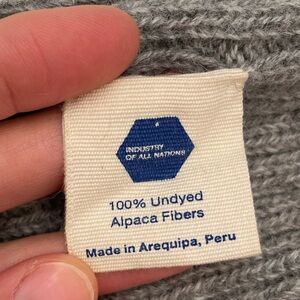 INDUSTRY
OF ALL NATIONS
100% Undyed
Alpaca Fibers
Made in Arequipa, Peru